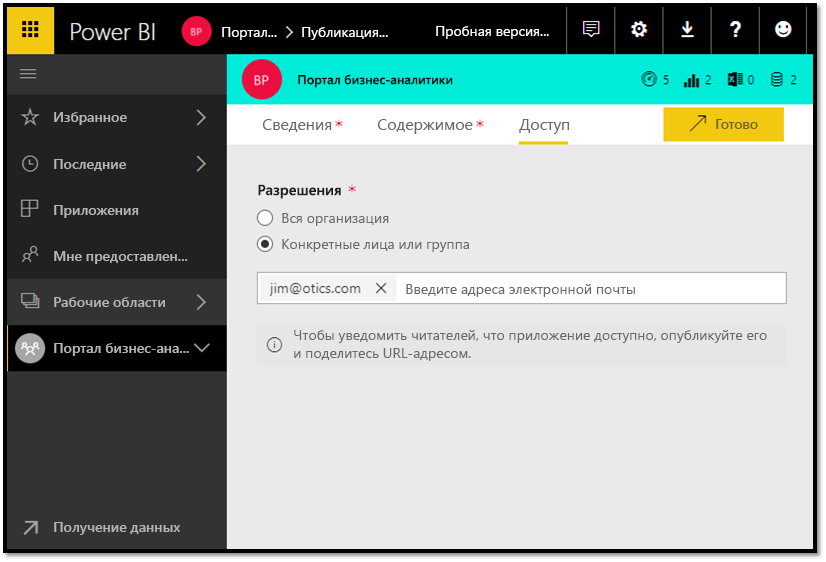 Power BI
BP
Портал...
Публикация...
Пробная версия...
?
BP
Портал бизнес-аналитики
5
2
0
2
Избранное
Последние
Приложения
Мне предоставлен...
Рабочие области
Портал бизнес-ана...
Получение данных
Сведения *
Содержимое *
Доступ
Готово
Разрешения *
Вся организация
Конкретные лица или группа
jim@otics.com
Введите адреса электронной почты
Чтобы уведомить читателей, что приложение доступно, опубликуйте его
и поделитесь URL-адресом.